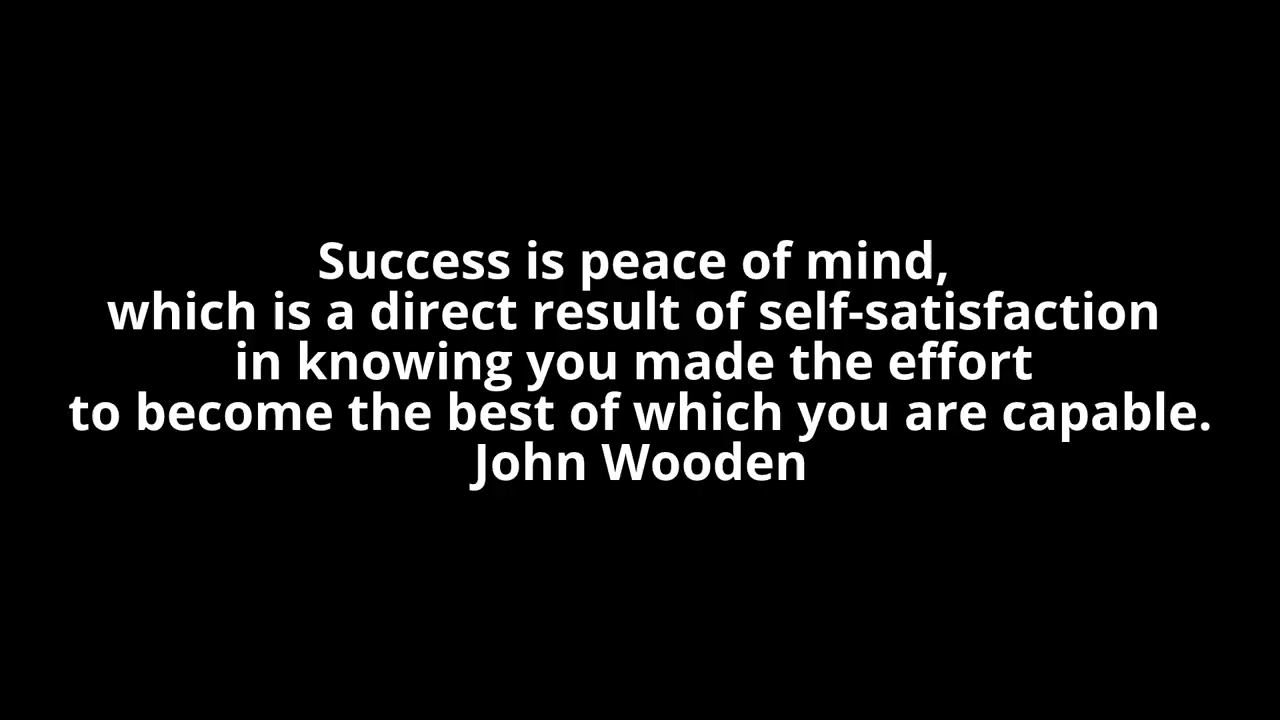 Success is peace of mind,
which is a direct result of self-satisfaction
in knowing you made the effort
to become the best of which you are capable.
John Wooden